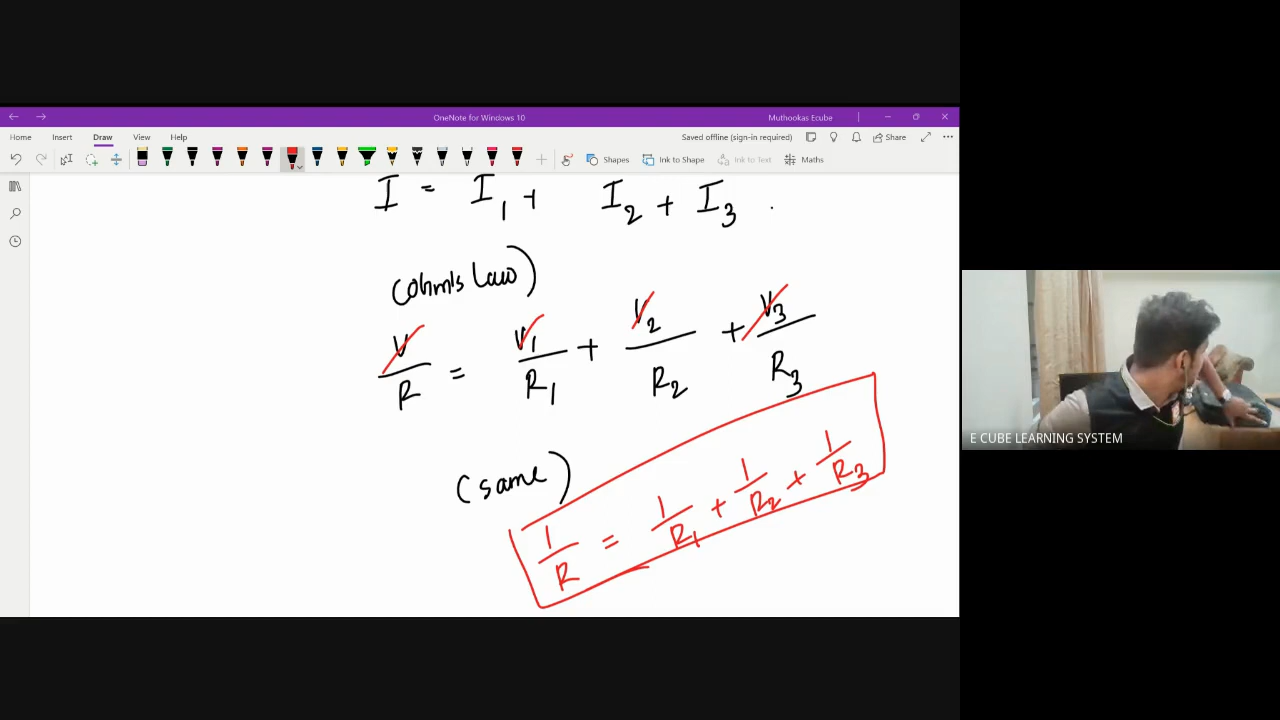 OneNote for Windows 10
Muthookas Ecube
Home Insert Draw View Help
Saved offline (sign-in required) Share
Shapes Ink to Shape Ink to Text Maths
I = I₁ + I₂ + I₃
(ohm's law)
V/R = V₁/R₁ + V₂/R₂ + V₃/R₃
(same)
1/R = 1/R₁ + 1/R₂ + 1/R₃
E CUBE LEARNING SYSTEM